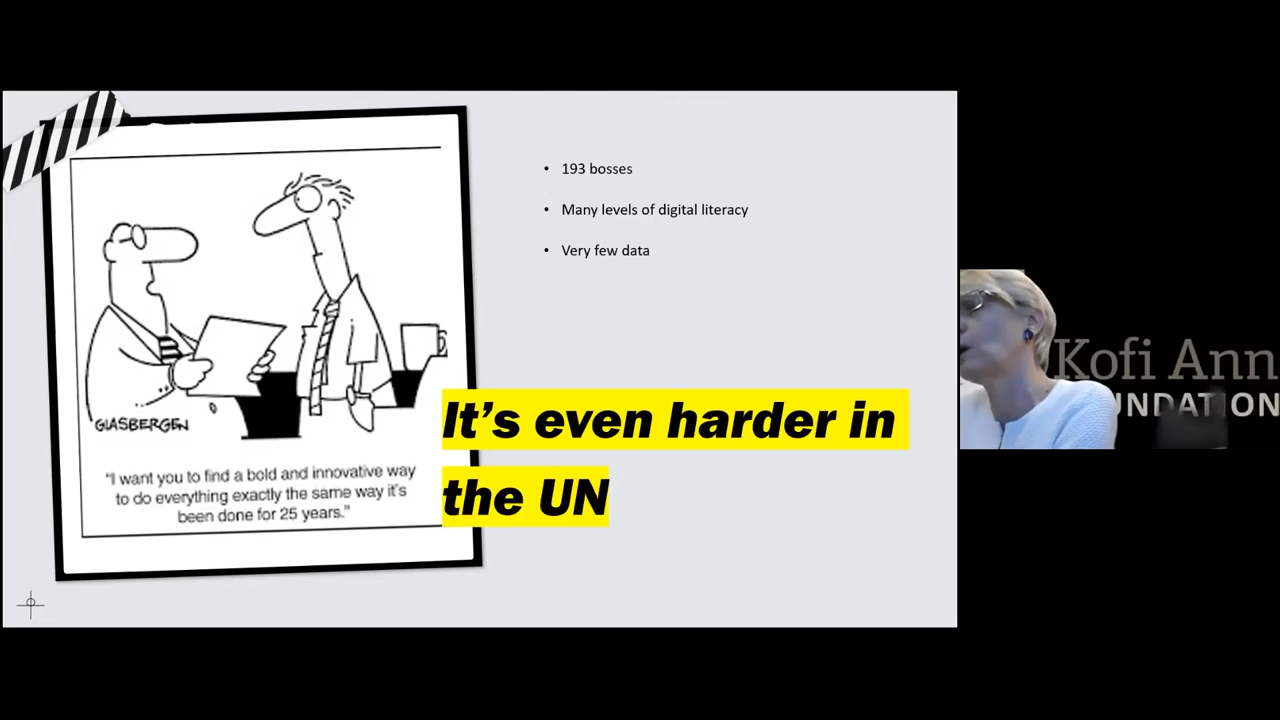 193 bosses
Many levels of digital literacy
Very few data
GLASBERGEN
"I want you to find a bold and innovative way
to do everything exactly the same way it's
been done for 25 years."
It's even harder in
the UN
Kofi Ann
UNDATION